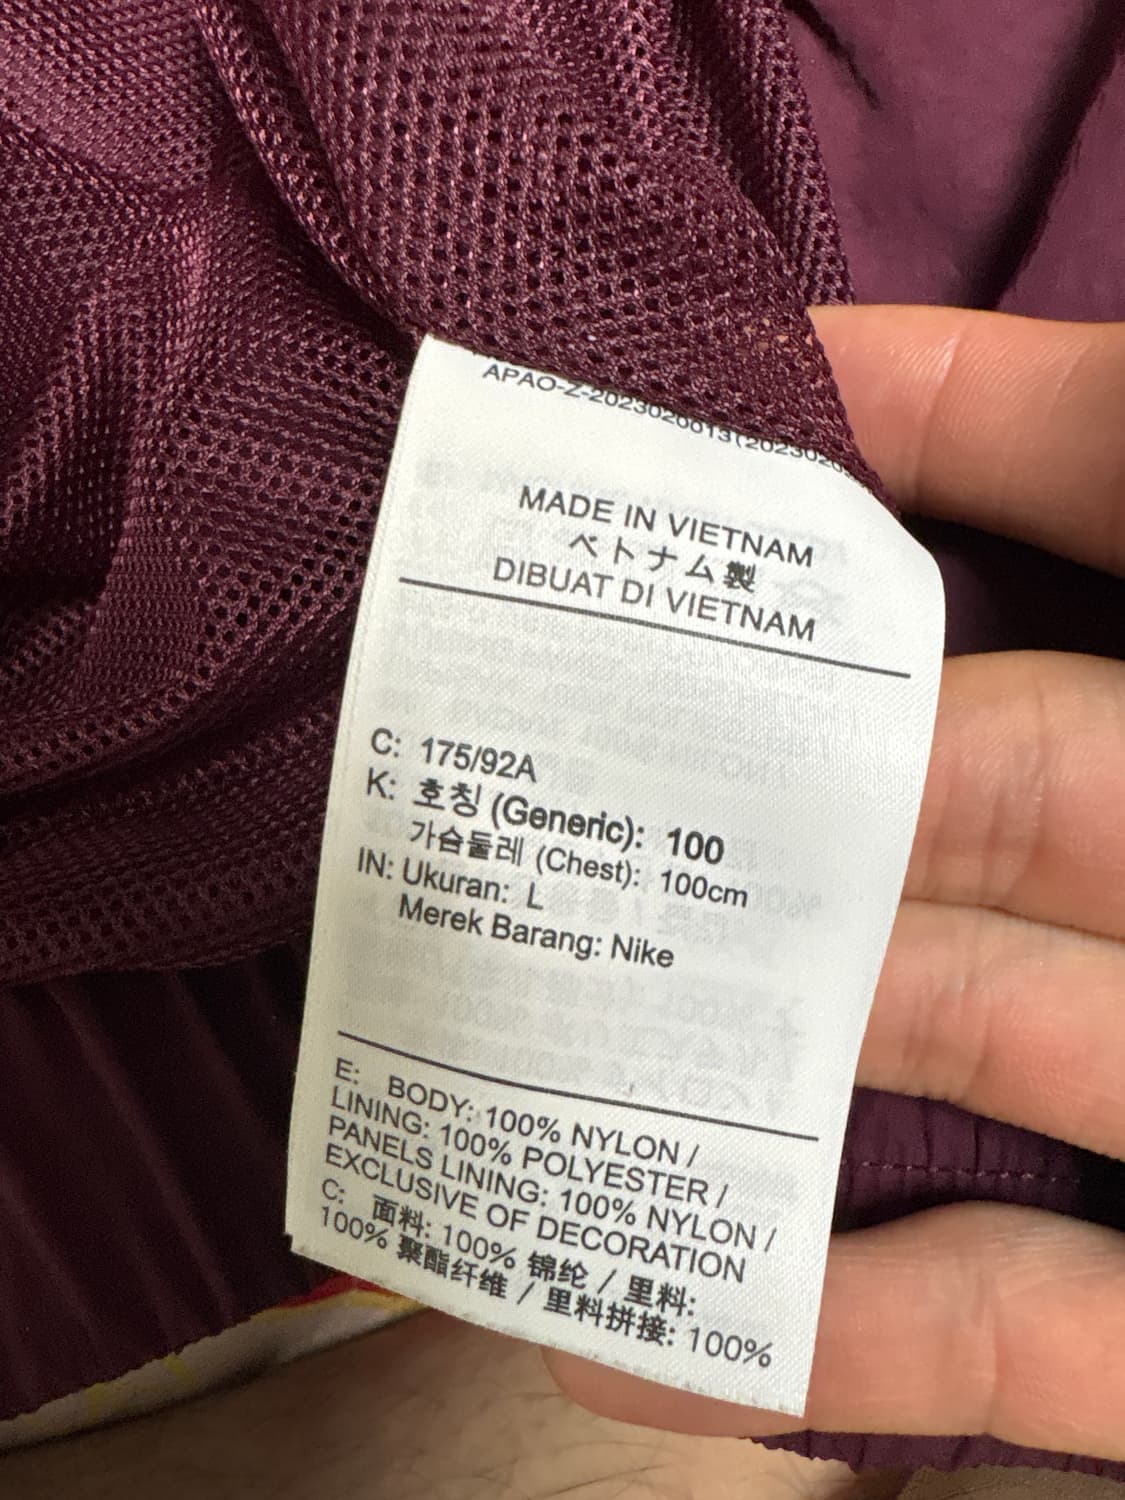 APAO-Z-2023020013(2023020
MADE IN VIETNAM
ベトナム製
DIBUAT DI VIETNAM
C: 175/92A
K: 호칭 (Generic): 100
가슴둘레 (Chest): 100cm
IN: Ukuran: L
Merek Barang: Nike
E: BODY: 100% NYLON /
LINING: 100% POLYESTER /
PANELS LINING: 100% NYLON /
EXCLUSIVE OF DECORATION
C: 面料: 100% 锦纶 / 里料:
100% 聚酯纤维 / 里料拼接: 100%